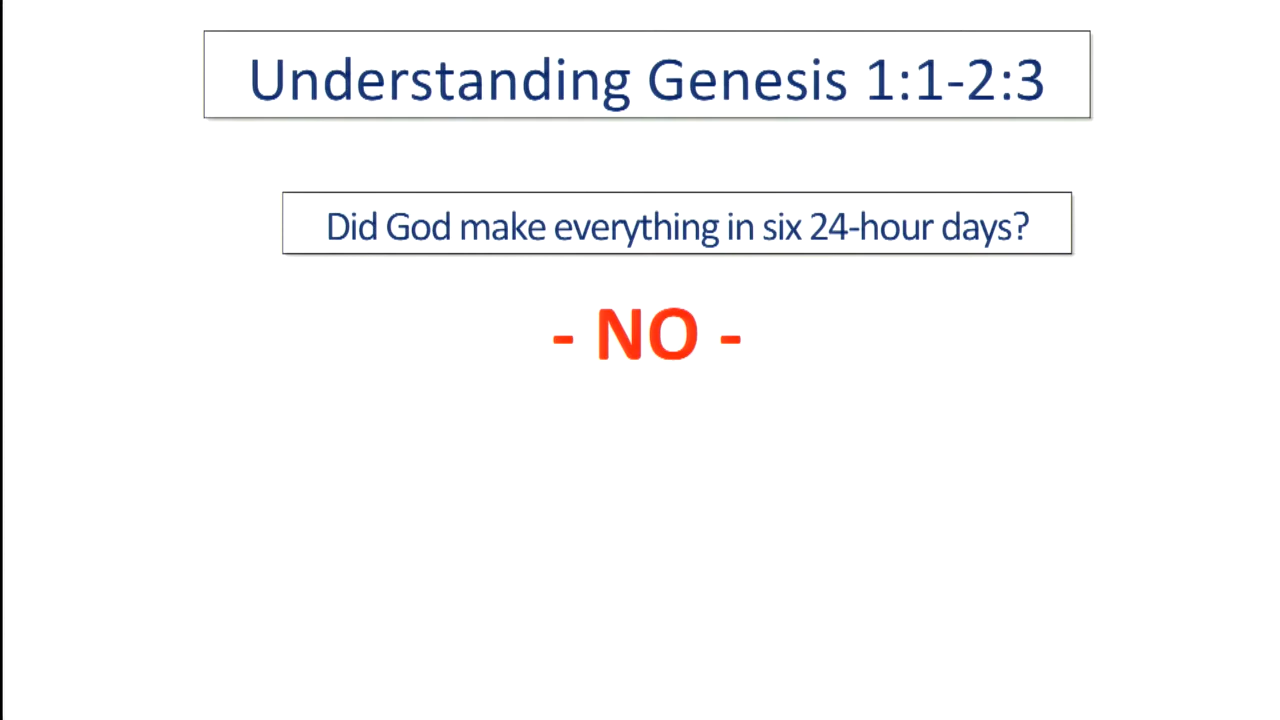 Understanding Genesis 1:1-2:3
Did God make everything in six 24-hour days?
- NO -